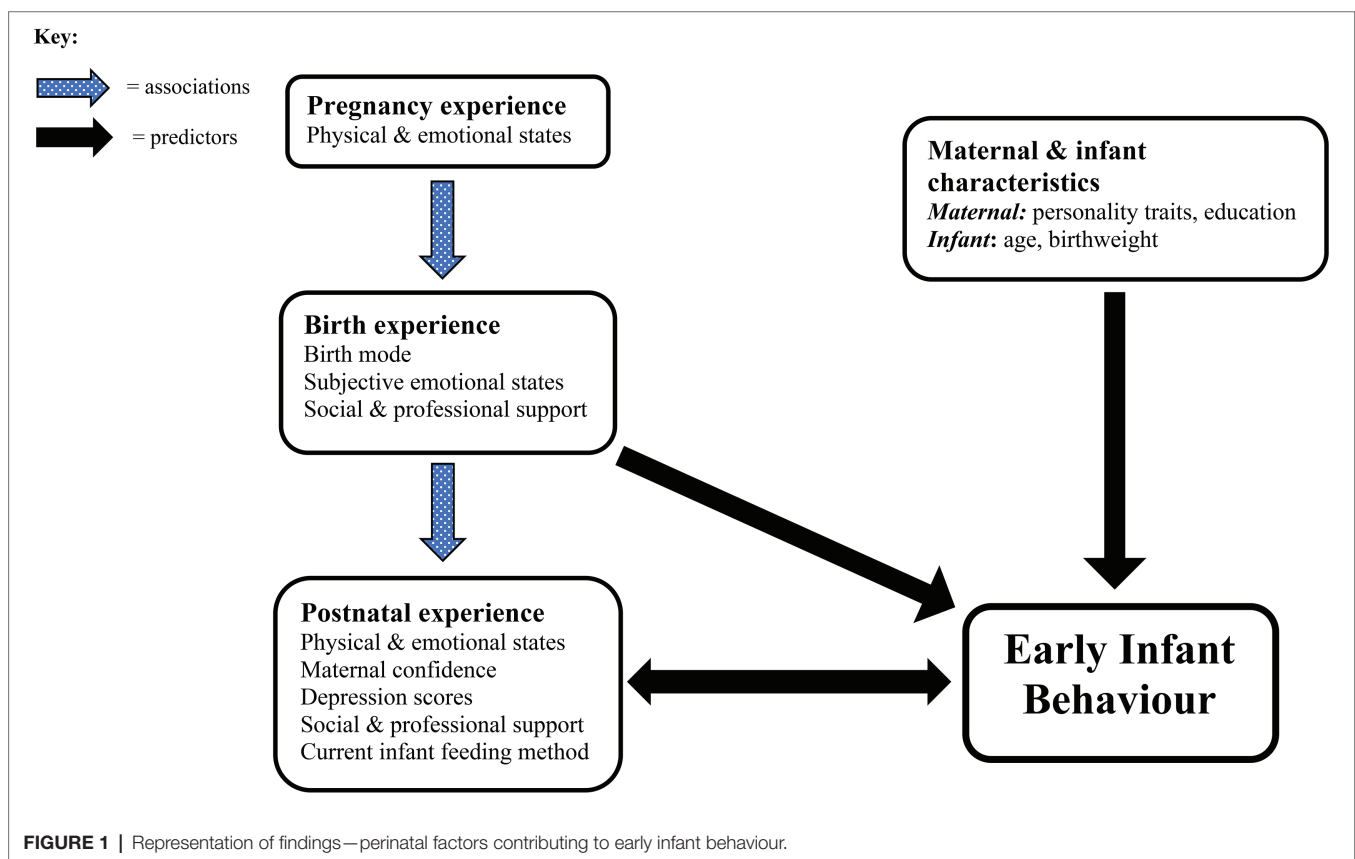 Key:
= associations
= predictors
Pregnancy experience
Physical & emotional states
Maternal & infant
characteristics
Maternal: personality traits, education
Infant: age, birthweight
Birth experience
Birth mode
Subjective emotional states
Social & professional support
Postnatal experience
Physical & emotional states
Maternal confidence
Depression scores
Social & professional support
Current infant feeding method
Early Infant
Behaviour
FIGURE 1 | Representation of findings—perinatal factors contributing to early infant behaviour.